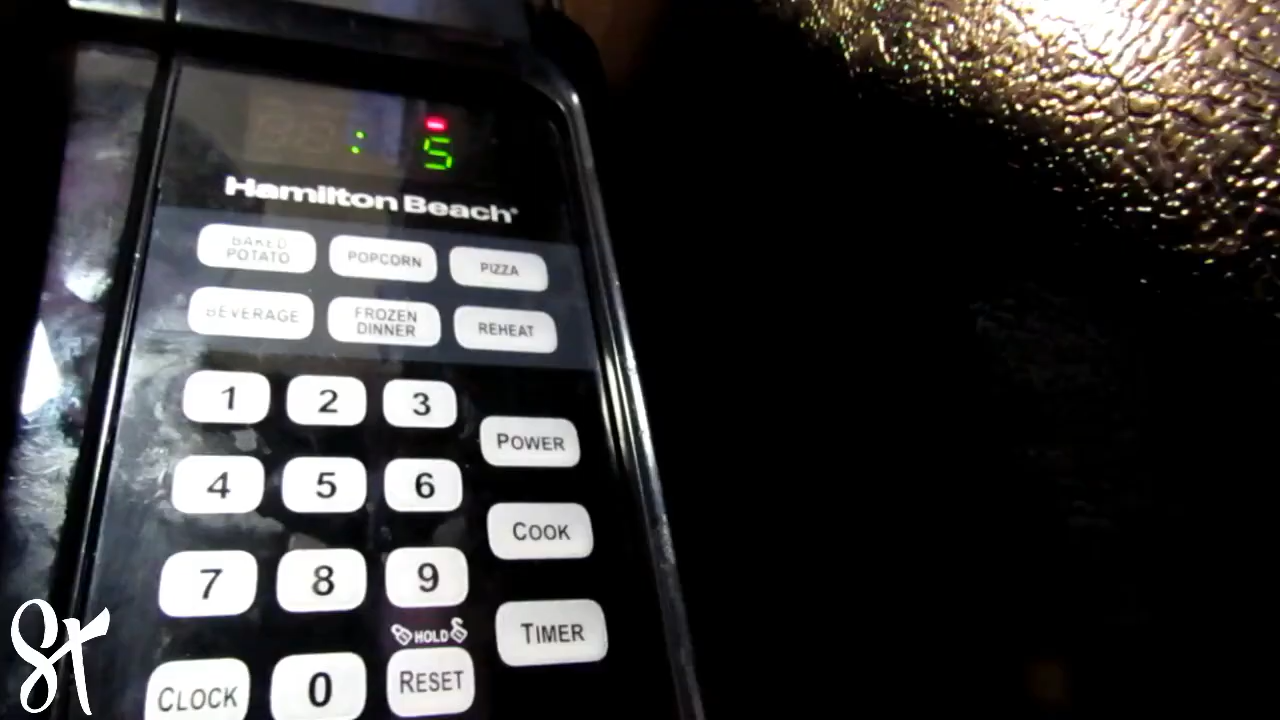 : 5
Hamilton Beach®
BAKED POTATO
POPCORN
PIZZA
BEVERAGE
FROZEN DINNER
REHEAT
1 2 3
POWER
4 5 6
COOK
7 8 9
HOLD
TIMER
CLOCK 0 RESET
ST